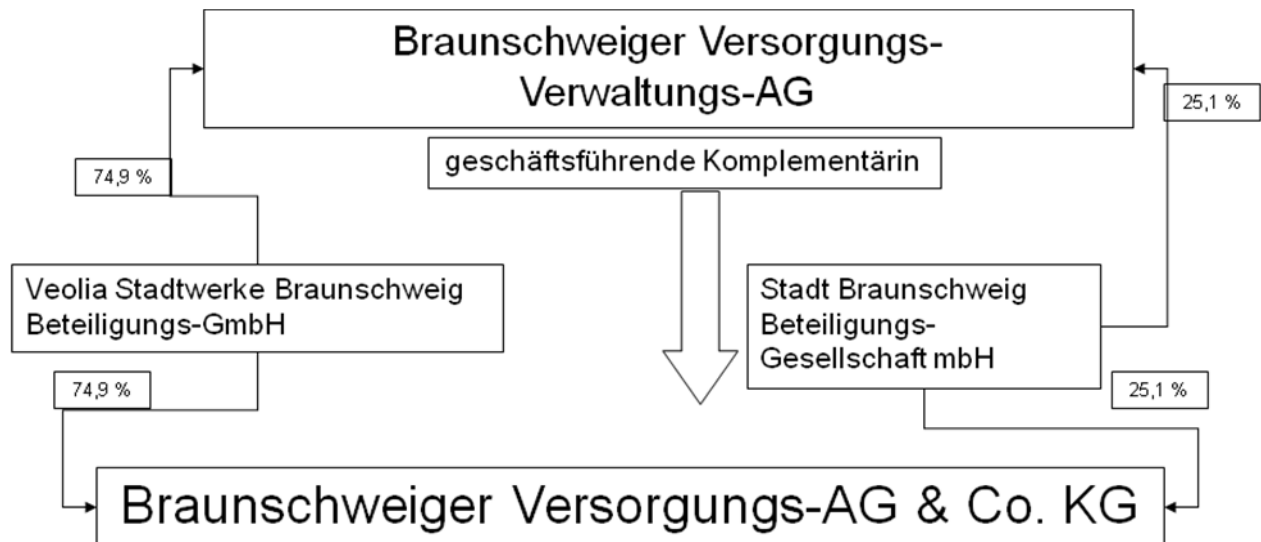 Braunschweiger Versorgungs-
Verwaltungs-AG
25,1 %
geschäftsführende Komplementärin
74,9 %
Veolia Stadtwerke Braunschweig
Beteiligungs-GmbH
Stadt Braunschweig
Beteiligungs-
Gesellschaft mbH
74,9 %
25,1 %
Braunschweiger Versorgungs-AG & Co. KG